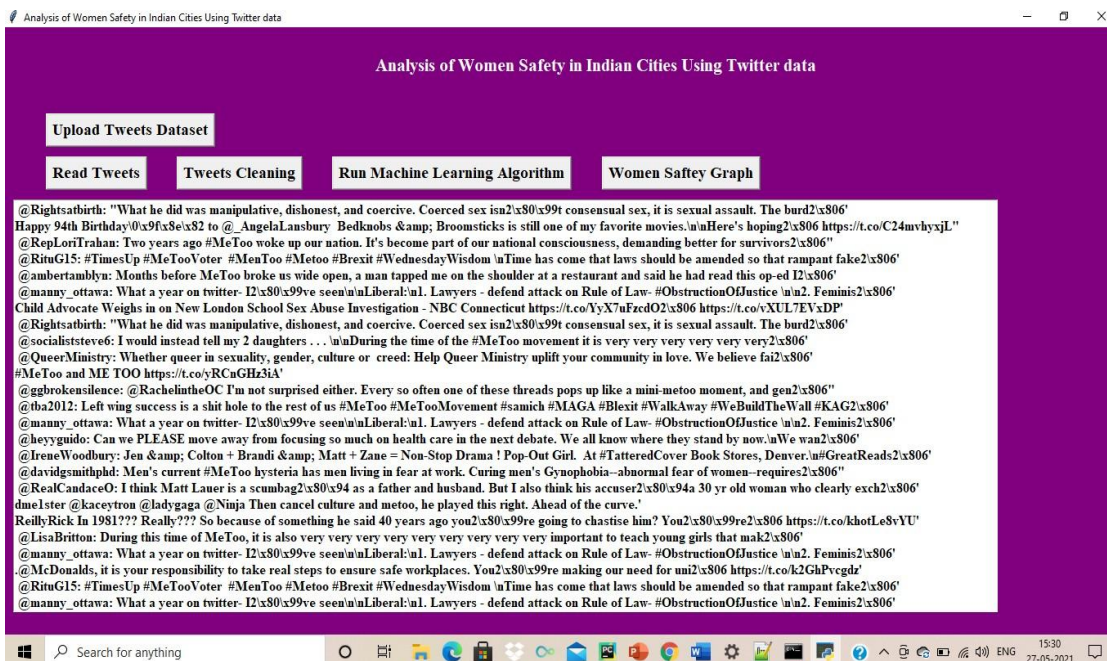 Analysis of Women Safety in Indian Cities Using Twitter data
Analysis of Women Safety in Indian Cities Using Twitter data
Upload Tweets Dataset
Read Tweets Tweets Cleaning Run Machine Learning Algorithm Women Saftey Graph
@Rightsatbirth: "What he did was manipulative, dishonest, and coercive. Coerced sex isn2\x80\x99t consensual sex, it is sexual assault. The burd2\x806'
Happy 94th Birthday\0\x9f\x8e\x82 to @_AngelaLansbury Bedknobs &amp; Broomsticks is still one of my favorite movies.\n\nHere's hoping2\x806 https://t.co/C24mvhyxjL"
@RepLoriTrahan: Two years ago #MeToo woke up our nation. It's become part of our national consciousness, demanding better for survivors2\x806"
@RituG15: #TimesUp #MeTooVoter #MenToo #Metoo #Brexit #WednesdayWisdom \nTime has come that laws should be amended so that rampant fake2\x806'
@ambertamblyn: Months before MeToo broke us wide open, a man tapped me on the shoulder at a restaurant and said he had read this op-ed I2\x806'
@manny_ottawa: What a year on twitter- I2\x80\x99ve seen\n\nLiberal:\n1. Lawyers - defend attack on Rule of Law- #ObstructionOfJustice \n\n2. Feminis2\x806'
Child Advocate Weighs in on New London School Sex Abuse Investigation - NBC Connecticut https://t.co/YyX7uFzcdO2\x806 https://t.co/vXUL7EVxDP'
@Rightsatbirth: "What he did was manipulative, dishonest, and coercive. Coerced sex isn2\x80\x99t consensual sex, it is sexual assault. The burd2\x806'
@socialiststeve6: I would instead tell my 2 daughters . . . \n\nDuring the time of the #MeToo movement it is very very very very very very2\x806'
@QueerMinistry: Whether queer in sexuality, gender, culture or creed: Help Queer Ministry uplift your community in love. We believe fai2\x806'
#MeToo and ME TOO https://t.co/yRCnGHz3iA'
@ggbrokensilence: @RachelintheOC I'm not surprised either. Every so often one of these threads pops up like a mini-metoo moment, and gen2\x806"
@tba2012: Left wing success is a shit hole to the rest of us #MeToo #MeTooMovement #samich #MAGA #Blexit #WalkAway #WeBuildTheWall #KAG2\x806'
@manny_ottawa: What a year on twitter- I2\x80\x99ve seen\n\nLiberal:\n1. Lawyers - defend attack on Rule of Law- #ObstructionOfJustice \n\n2. Feminis2\x806'
@heyyguido: Can we PLEASE move away from focusing so much on health care in the next debate. We all know where they stand by now.\nWe wan2\x806'
@IreneWoodbury: Jen &amp; Colton + Brandi &amp; Matt + Zane = Non-Stop Drama ! Pop-Out Girl. At #TatteredCover Book Stores, Denver.\n#GreatReads2\x806'
@davidgsmithphd: Men's current #MeToo hysteria has men living in fear at work. Curing men's Gynophobia--abnormal fear of women--requires2\x806"
@RealCandaceO: I think Matt Lauer is a scumbag2\x80\x94 as a father and husband. But I also think his accuser2\x80\x94a 30 yr old woman who clearly exch2\x806'
dme1ster @kaceytron @ladygaga @Ninja Then cancel culture and metoo, he played this right. Ahead of the curve.'
ReillyRick In 1981??? Really??? So because of something he said 40 years ago you2\x80\x99re going to chastise him? You2\x80\x99re2\x806 https://t.co/khotLe8vYU'
@LisaBritton: During this time of MeToo, it is also very very very very very very very very very important to teach young girls that mak2\x806'
@manny_ottawa: What a year on twitter- I2\x80\x99ve seen\n\nLiberal:\n1. Lawyers - defend attack on Rule of Law- #ObstructionOfJustice \n\n2. Feminis2\x806'
.@McDonalds, it is your responsibility to take real steps to ensure safe workplaces. You2\x80\x99re making our need for uni2\x806 https://t.co/k2GhPvcgdz'
@RituG15: #TimesUp #MeTooVoter #MenToo #Metoo #Brexit #WednesdayWisdom \nTime has come that laws should be amended so that rampant fake2\x806'
@manny_ottawa: What a year on twitter- I2\x80\x99ve seen\n\nLiberal:\n1. Lawyers - defend attack on Rule of Law- #ObstructionOfJustice \n\n2. Feminis2\x806'
Search for anything ENG 15:30
27-05-2021